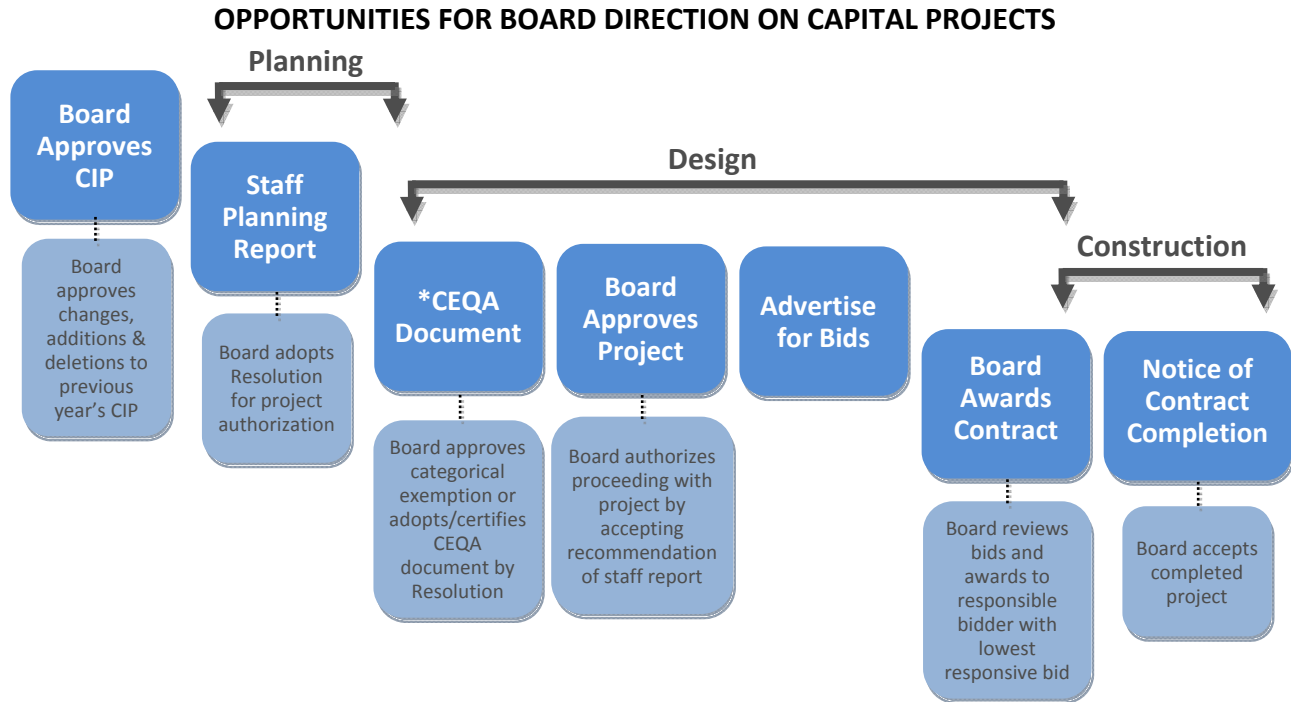 OPPORTUNITIES FOR BOARD DIRECTION ON CAPITAL PROJECTS
Planning
Board
Approves
CIP
Board
approves
changes,
additions &
deletions to
previous
year’s CIP
Staff
Planning
Report
Board adopts
Resolution
for project
authorization
Design
*CEQA
Document
Board approves
categorical
exemption or
adopts/certifies
CEQA
document by
Resolution
Board
Approves
Project
Board authorizes
proceeding with
project by
accepting
recommendation
of staff report
Advertise
for Bids
Construction
Board
Awards
Contract
Board reviews
bids and
awards to
responsible
bidder with
lowest
responsive bid
Notice of
Contract
Completion
Board accepts
completed
project